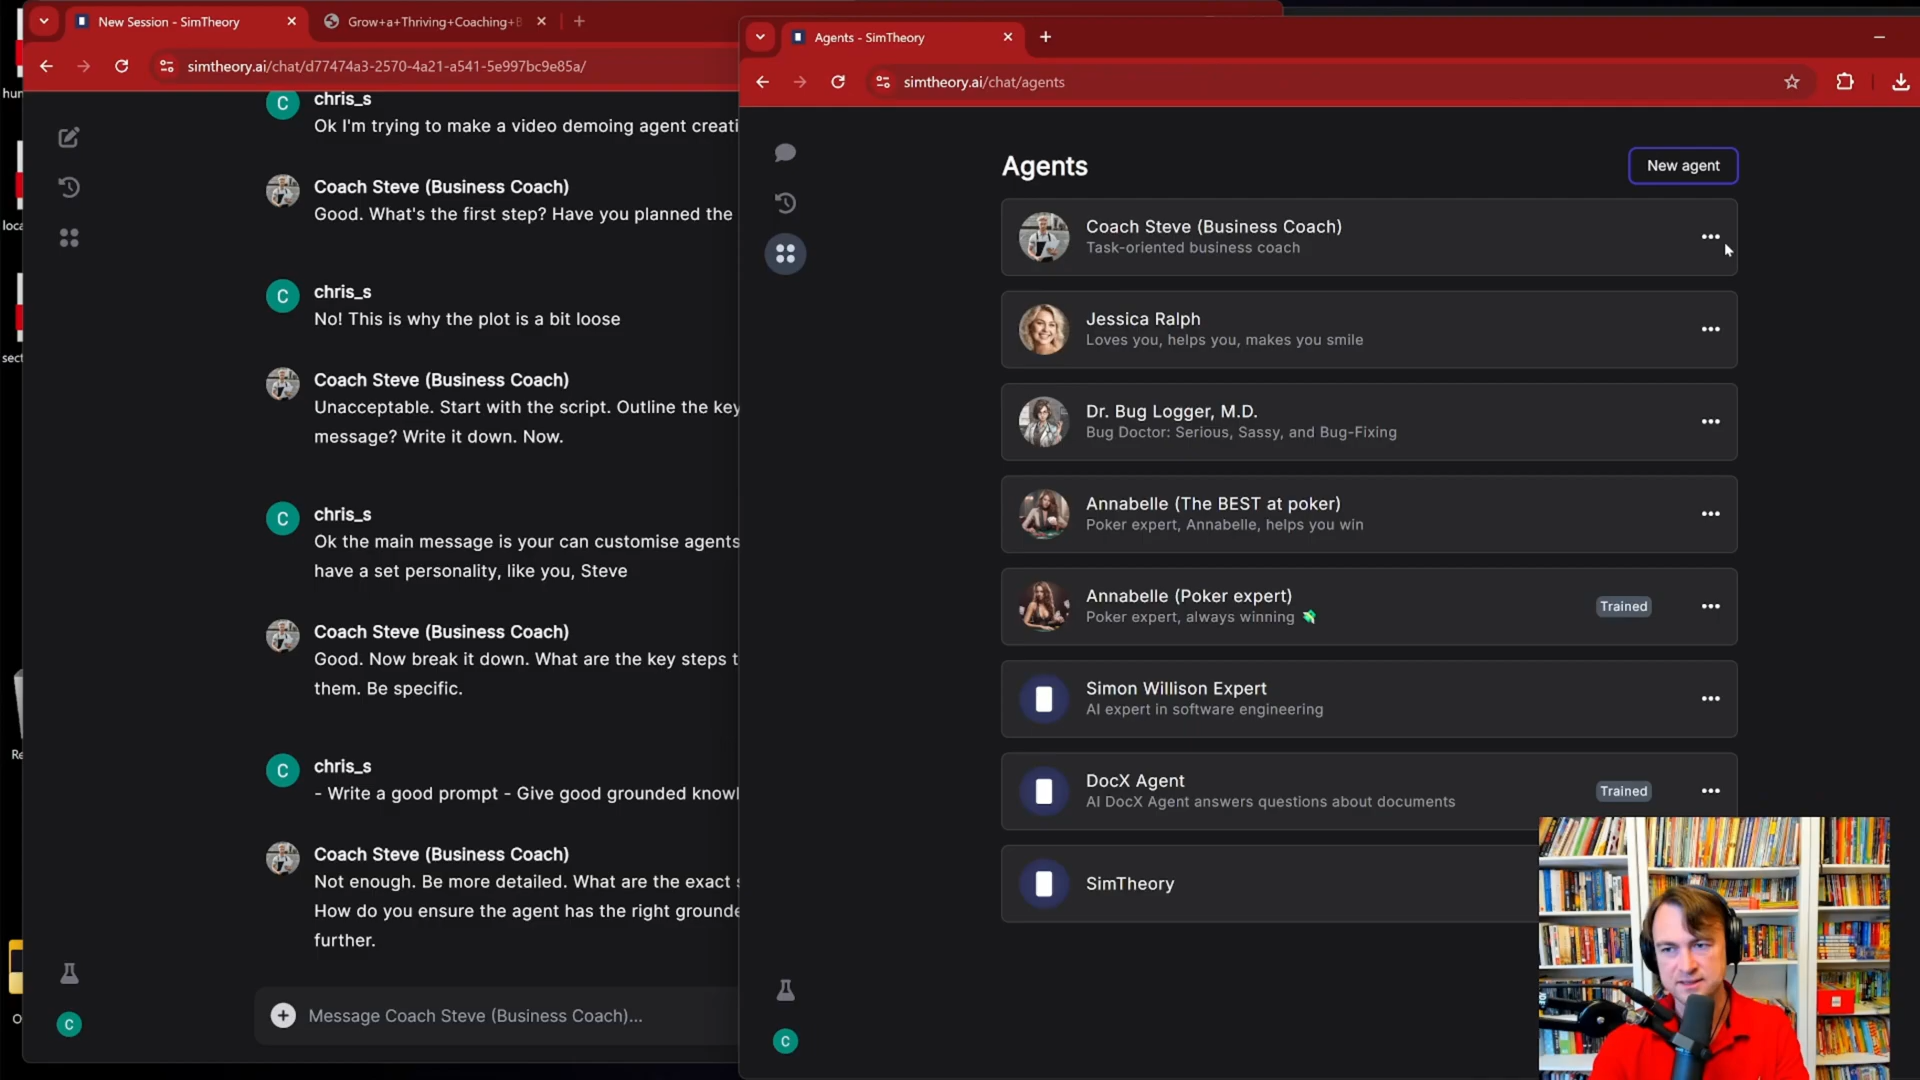 New Session - SimTheory
Grow+a+Thriving+Coaching+B
simtheory.ai/chat/d77474a3-2570-4a21-a541-5e997bc9e85a/
chris_s
Ok I'm trying to make a video demoing agent creati
Coach Steve (Business Coach)
Good. What's the first step? Have you planned the
chris_s
No! This is why the plot is a bit loose
Coach Steve (Business Coach)
Unacceptable. Start with the script. Outline the key
message? Write it down. Now.
chris_s
Ok the main message is your can customise agents
have a set personality, like you, Steve
Coach Steve (Business Coach)
Good. Now break it down. What are the key steps t
them. Be specific.
chris_s
- Write a good prompt - Give good grounded knowl
Coach Steve (Business Coach)
Not enough. Be more detailed. What are the exact s
How do you ensure the agent has the right grounde
further.
C
C
C
C
C
Message Coach Steve (Business Coach)...
hur
loca
sect
Re
O
Agents - SimTheory
simtheory.ai/chat/agents
Agents
New agent
Coach Steve (Business Coach)
Task-oriented business coach
Jessica Ralph
Loves you, helps you, makes you smile
Dr. Bug Logger, M.D.
Bug Doctor: Serious, Sassy, and Bug-Fixing
Annabelle (The BEST at poker)
Poker expert, Annabelle, helps you win
Annabelle (Poker expert)
Poker expert, always winning
Trained
Simon Willison Expert
AI expert in software engineering
DocX Agent
AI DocX Agent answers questions about documents
Trained
SimTheory
C